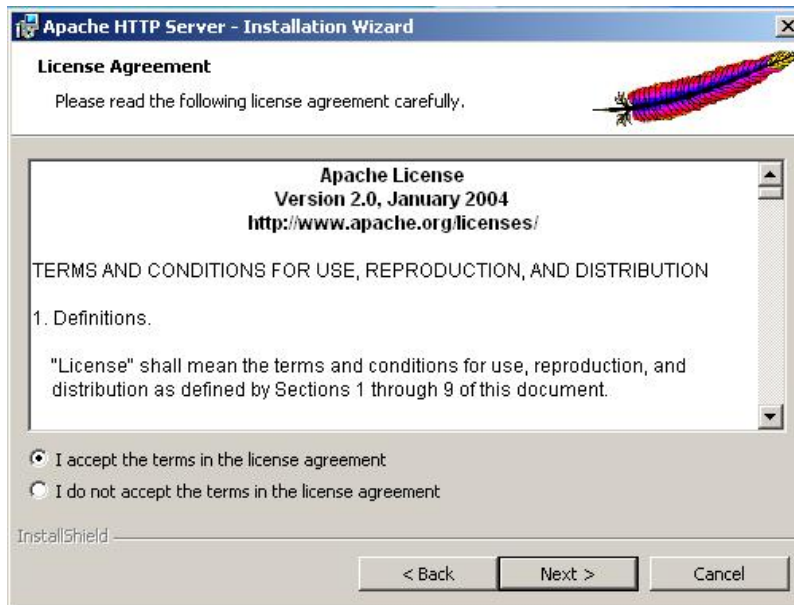 Apache HTTP Server - Installation Wizard
License Agreement
Please read the following license agreement carefully.
Apache License
Version 2.0, January 2004
http://www.apache.org/licenses/
TERMS AND CONDITIONS FOR USE, REPRODUCTION, AND DISTRIBUTION
1. Definitions.
"License" shall mean the terms and conditions for use, reproduction, and
distribution as defined by Sections 1 through 9 of this document.
I accept the terms in the license agreement
I do not accept the terms in the license agreement
InstallShield
< Back
Next >
Cancel